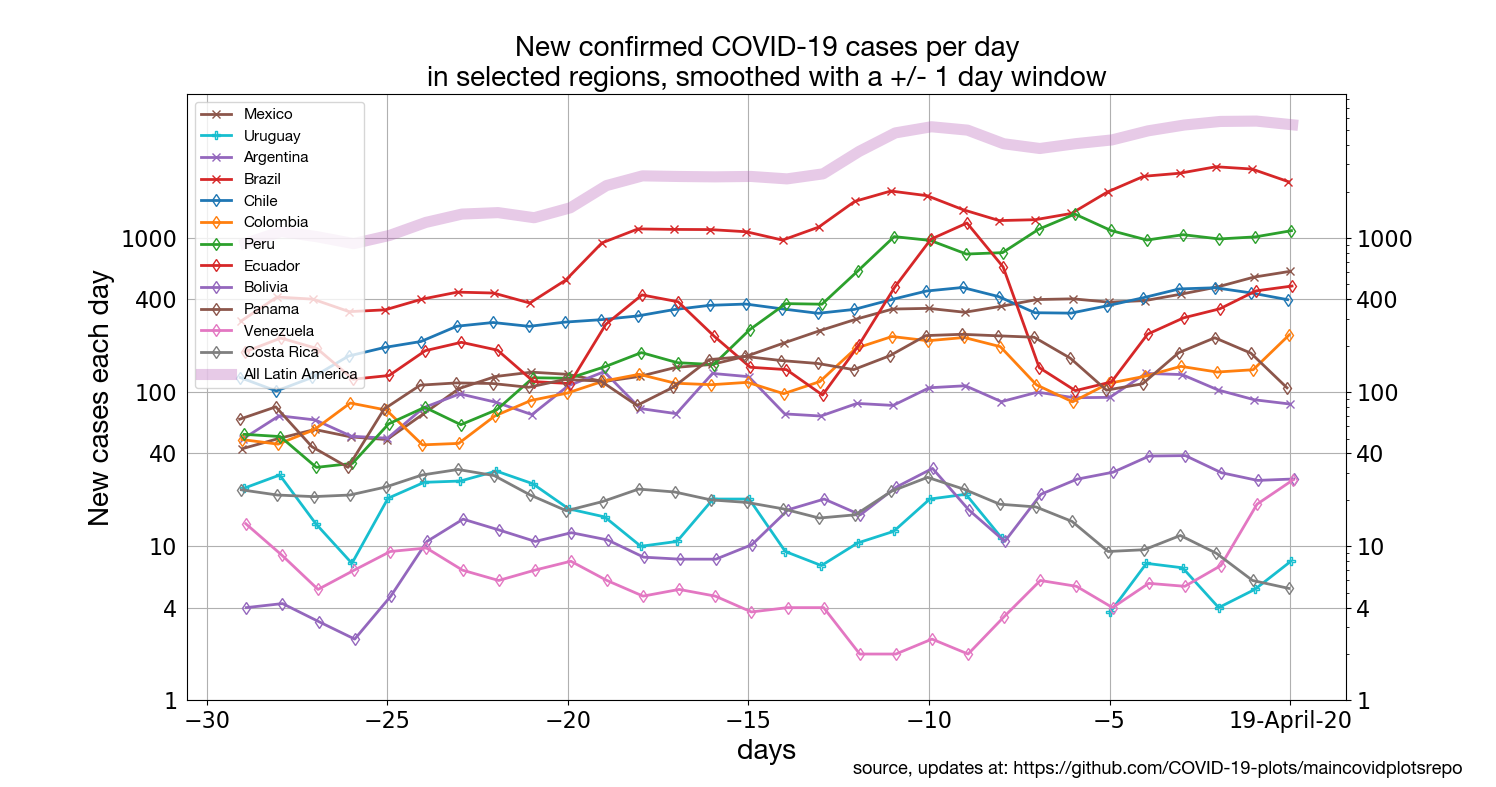 New confirmed COVID-19 cases per day
in selected regions, smoothed with a +/- 1 day window
Mexico
Uruguay
Argentina
Brazil
Chile
Colombia
Peru
Ecuador
Bolivia
Panama
Venezuela
Costa Rica
All Latin America
New cases each day
1000
400
100
40
10
4
1
1000
400
100
40
10
4
1
−30
−25
−20
−15
−10
−5
19-April-20
days
source, updates at: https://github.com/COVID-19-plots/maincovidplotsrepo